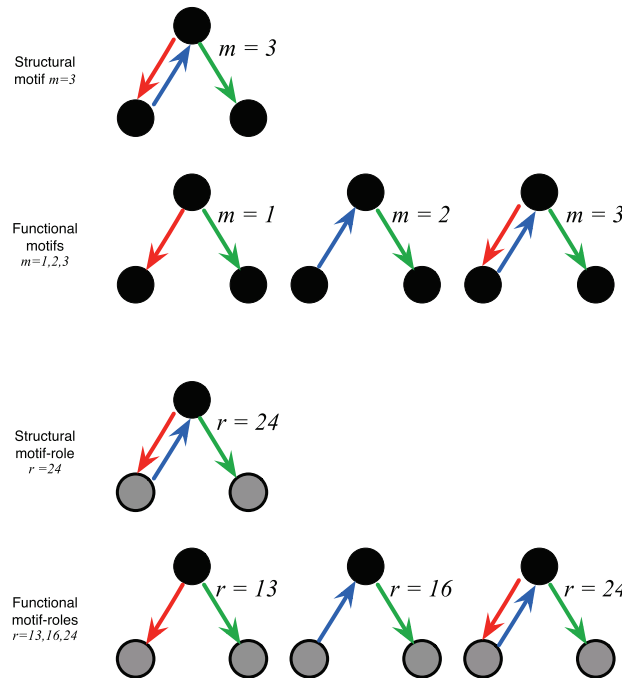 Structural
motif m=3
m = 3
Functional
motifs
m=1,2,3
m = 1
m = 2
m = 3
Structural
motif-role
r =24
r = 24
Functional
motif-roles
r=13,16,24
r = 13
r = 16
r = 24